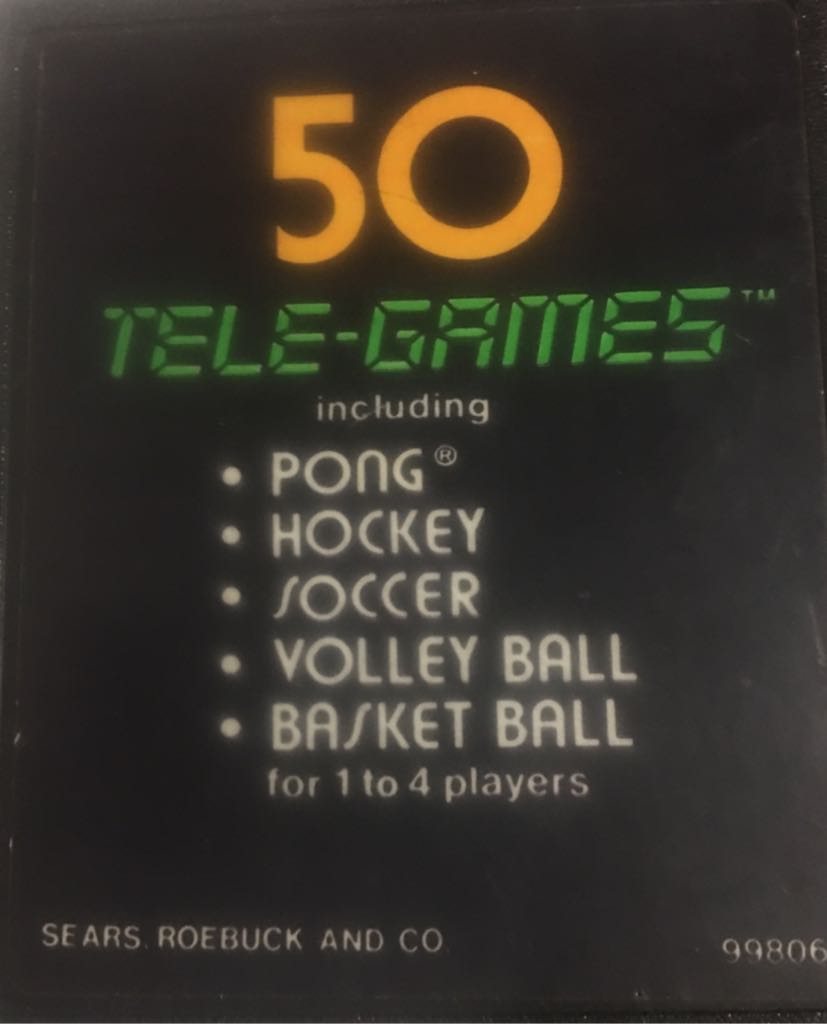 50
TELE-GAMES™
including
• PONG®
• HOCKEY
• SOCCER
• VOLLEY BALL
• BASKET BALL
for 1 to 4 players
SEARS, ROEBUCK AND CO. 99806